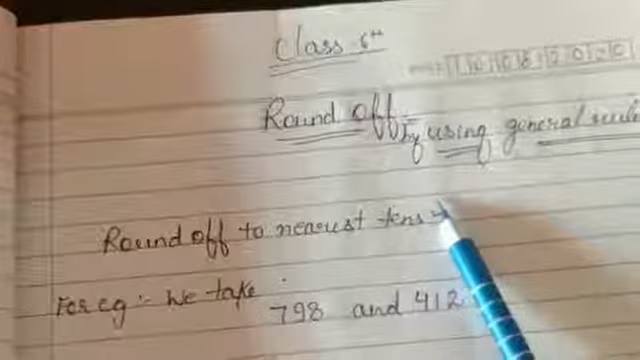 Class 6th
Round off by using general rule
Round off to nearest tens →
For eg :- We take
798 and 412